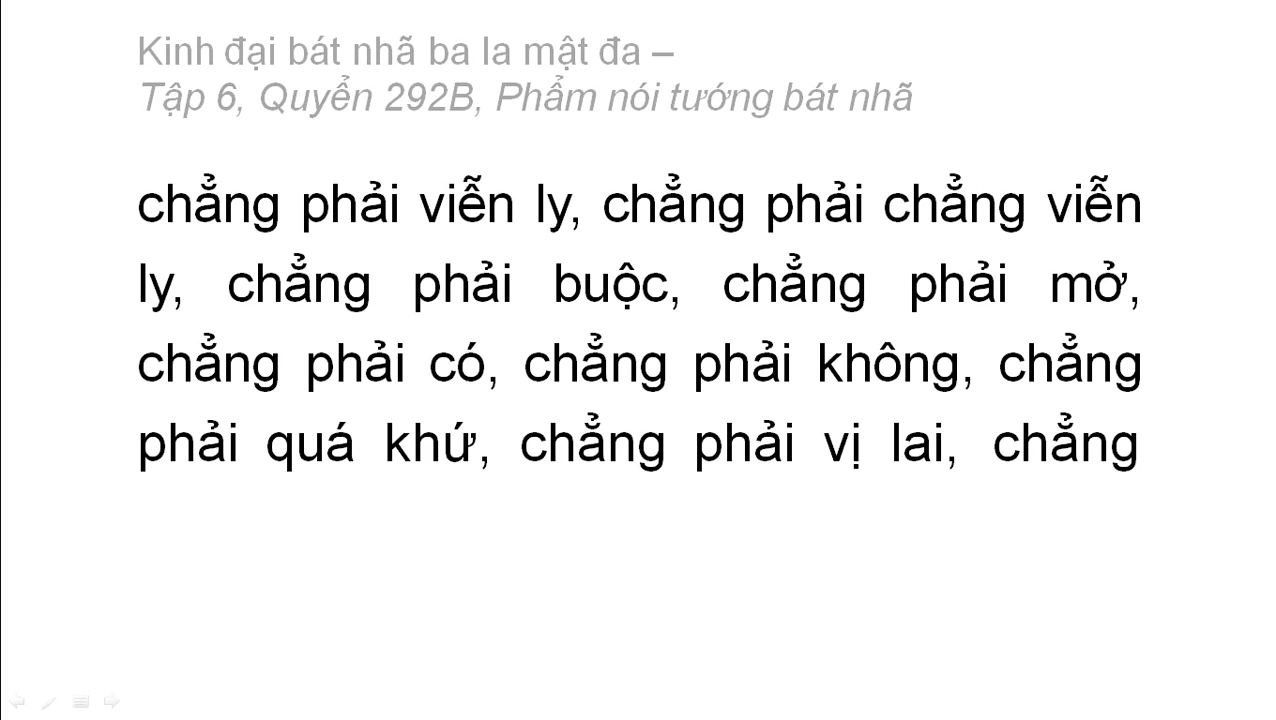 Kinh đại bát nhã ba la mật đa –
Tập 6, Quyển 292B, Phẩm nói tướng bát nhã
chẳng phải viễn ly, chẳng phải chẳng viễn
ly, chẳng phải buộc, chẳng phải mở,
chẳng phải có, chẳng phải không, chẳng
phải quá khứ, chẳng phải vị lai, chẳng